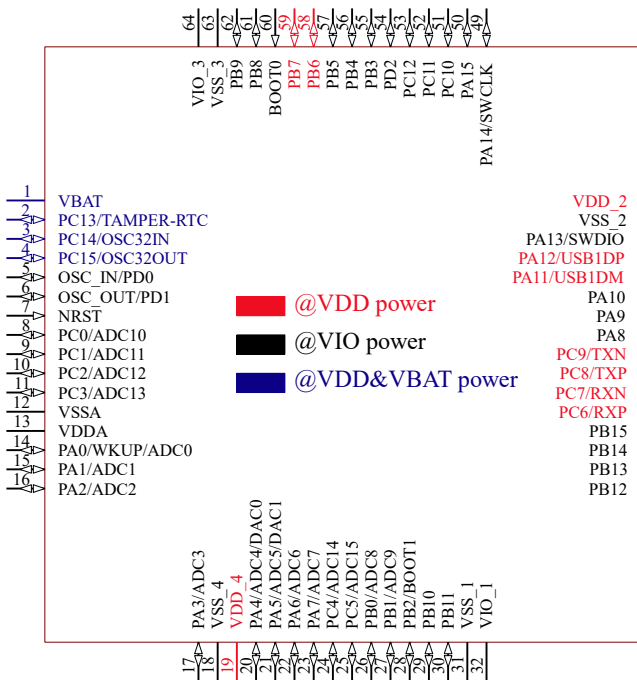 64 63 62 61 60 59 58 57 56 55 54 53 52 51 50 49
VIO_3
VSS_3
PB9
PB8
BOOT0
PB7
PB6
PB5
PB4
PB3
PD2
PC12
PC11
PC10
PA15
PA14/SWCLK
1 VBAT
2 PC13/TAMPER-RTC
3 PC14/OSC32IN
4 PC15/OSC32OUT
5 OSC_IN/PD0
6 OSC_OUT/PD1
7 NRST
8 PC0/ADC10
9 PC1/ADC11
10 PC2/ADC12
11 PC3/ADC13
12 VSSA
13 VDDA
14 PA0/WKUP/ADC0
15 PA1/ADC1
16 PA2/ADC2
@VDD power
@VIO power
@VDD&VBAT power
VDD_2
VSS_2
PA13/SWDIO
PA12/USB1DP
PA11/USB1DM
PA10
PA9
PA8
PC9/TXN
PC8/TXP
PC7/RXN
PC6/RXP
PB15
PB14
PB13
PB12
PA3/ADC3
VSS_4
VDD_4
PA4/ADC4/DAC0
PA5/ADC5/DAC1
PA6/ADC6
PA7/ADC7
PC4/ADC14
PC5/ADC15
PB0/ADC8
PB1/ADC9
PB2/BOOT1
PB10
PB11
VSS_1
VIO_1
17 18 19 20 21 22 23 24 25 26 27 28 29 30 31 32